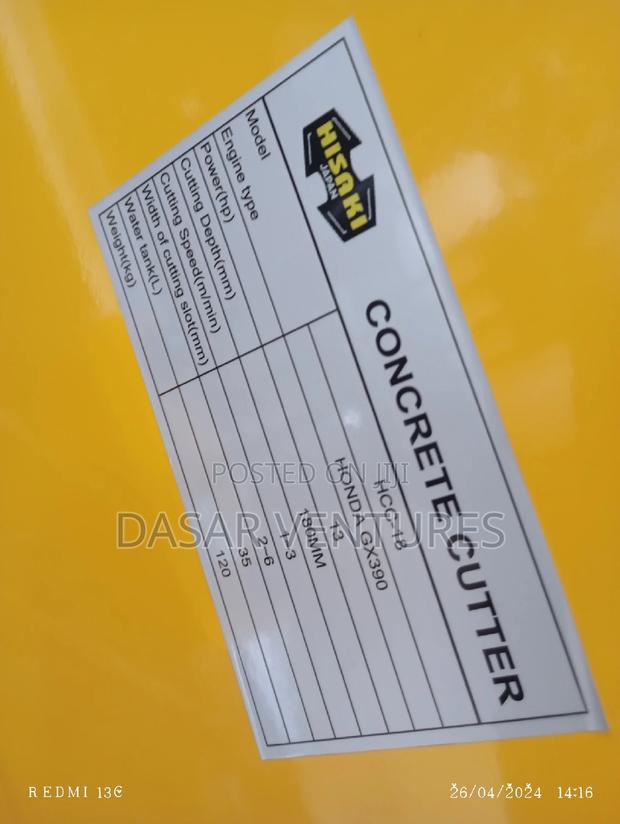 HISAKI
JAPAN
CONCRETE CUTTER
Model HCC-18
Engine type HONDA GX390
Power(hp) 13
Cutting Depth(mm) 180MM
Cutting Speed(m/min) 1-3
Width of cutting slot(mm) 2-6
Water tank(L) 35
Weight(kg) 120
POSTED ON JIJI
DASAR VENTURES
REDMI 13C
26/04/2024 14:16